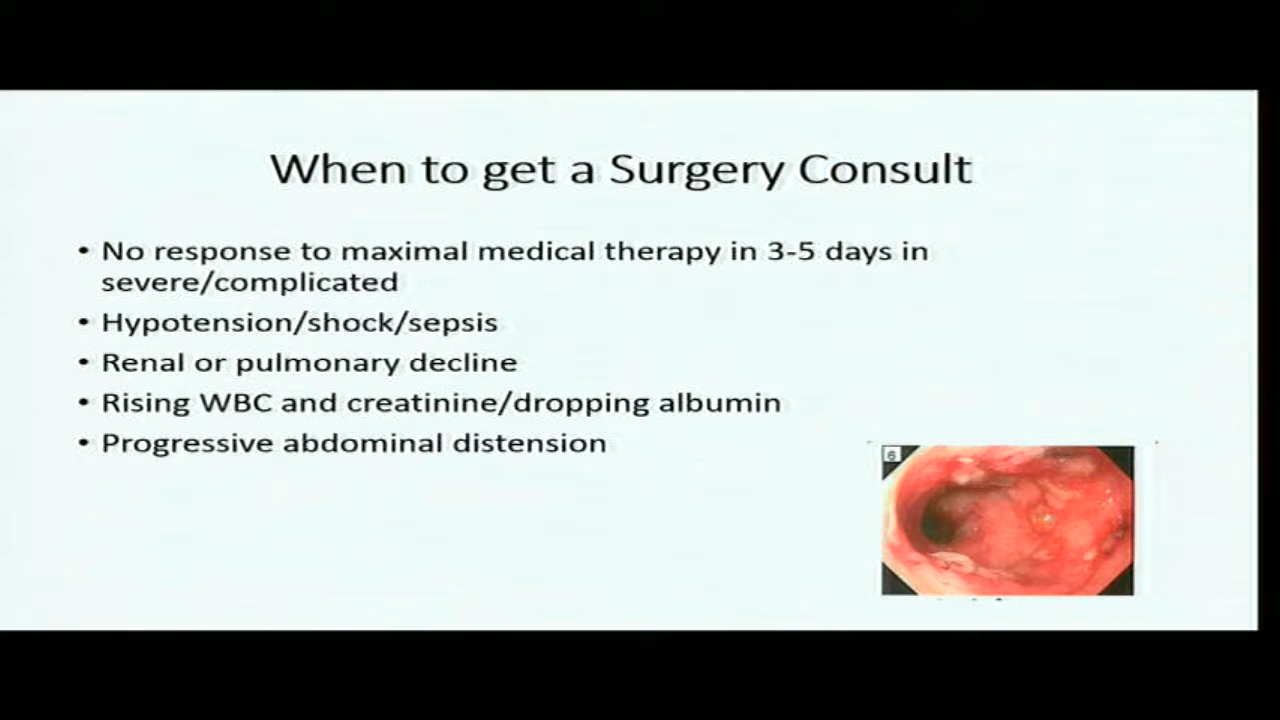 When to get a Surgery Consult
• No response to maximal medical therapy in 3-5 days in
severe/complicated
• Hypotension/shock/sepsis
• Renal or pulmonary decline
• Rising WBC and creatinine/dropping albumin
• Progressive abdominal distension
6